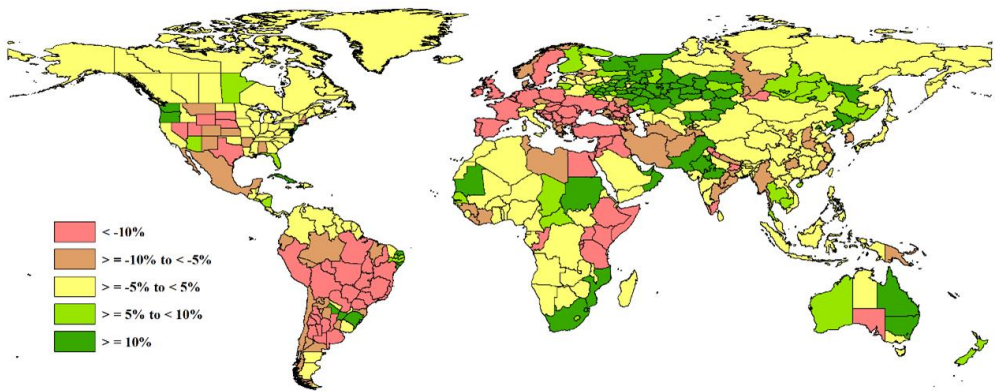 < -10%
> = -10% to < -5%
> = -5% to < 5%
> = 5% to < 10%
> = 10%